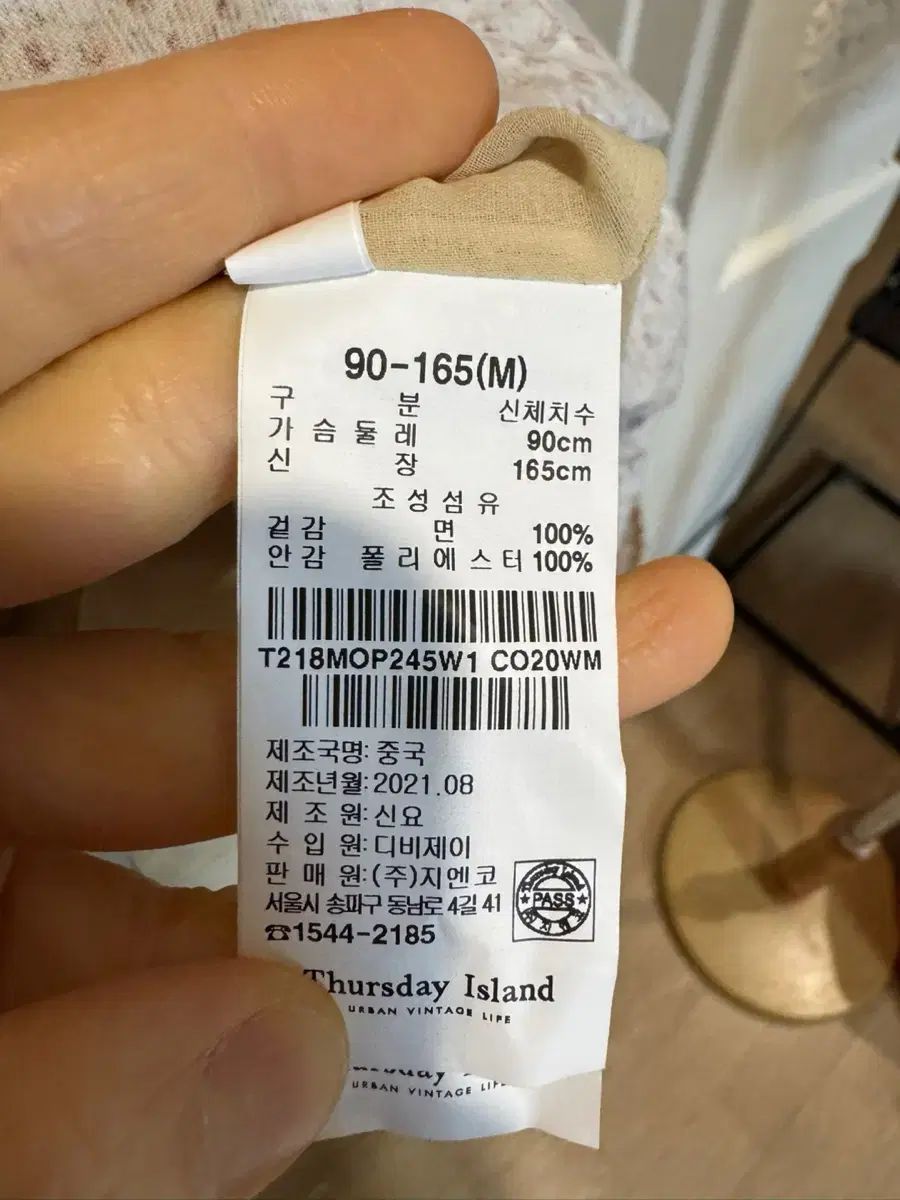 90-165(M)
구 분 신체치수
가 슴 둘 레 90cm
신 장 165cm
조 성 섬 유
겉 감 면 100%
안 감 폴 리 에 스 터 100%
T218MOP245W1 CO20WM
제조국명: 중국
제조년월: 2021.08
제 조 원: 신요
수 입 원: 디비제이
판 매 원: (주)지엔코
PASS
서울시 송파구 동남로 4길 41
☎1544-2185
Thursday Island
URBAN VINTAGE LIFE
URBAN VINTAGE LIFE